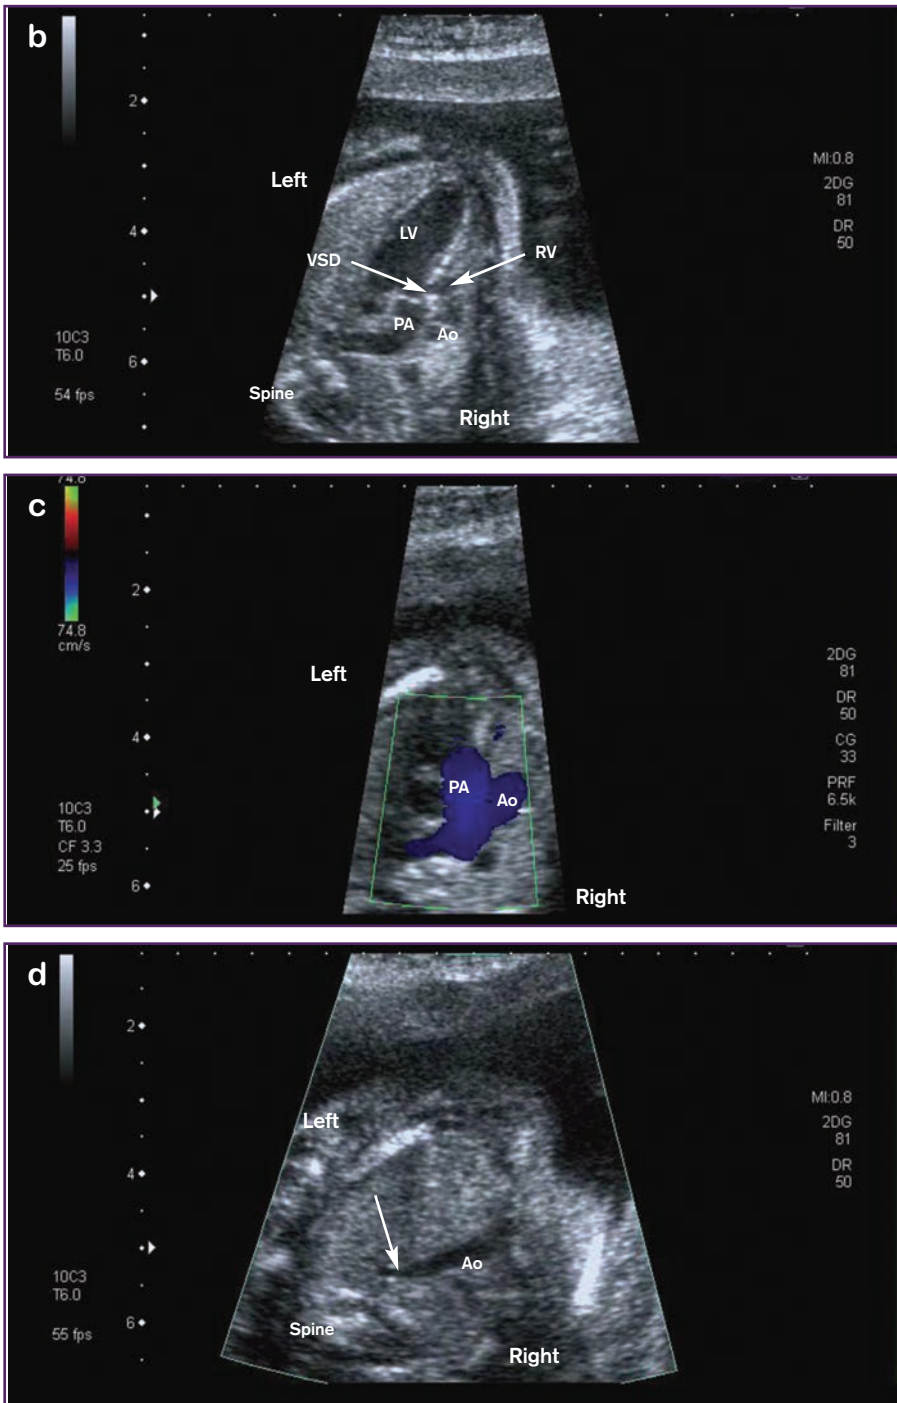 b
2
MI:0.8
2DG
81
Left
DR
50
4
LV
VSD
RV
PA
Ao
10C3
T6.0
6
54 fps
Spine
Right
c
74.8
2
74.8
cm/s
Left
2DG
81
DR
50
4
CG
33
PA
PRF
6.5k
Ao
10C3
T6.0
CF 3.3
25 fps
Filter
3
6
Right
d
2
MI:0.8
2DG
81
Left
DR
50
4
Ao
10C3
T6.0
6
55 fps
Spine
Right